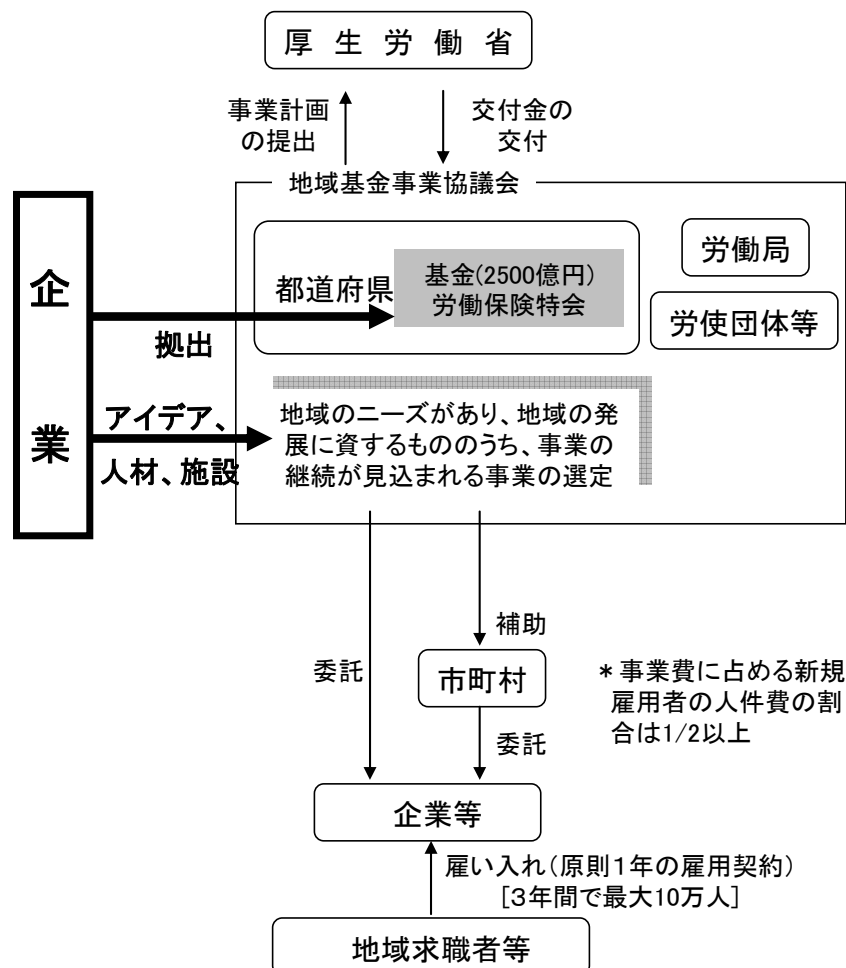 厚 生 労 働 省
事業計画
の提出
交付金の
交付
地域基金事業協議会
企
業
都道府県
基金(2500億円)
労働保険特会
労働局
労使団体等
拠出
アイデア、
人材、施設
地域のニーズがあり、地域の発
展に資するもののうち、事業の
継続が見込まれる事業の選定
補助
委託
市町村
＊事業費に占める新規
雇用者の人件費の割
合は1/2以上
委託
企業等
雇い入れ(原則１年の雇用契約)
[３年間で最大10万人]
地域求職者等